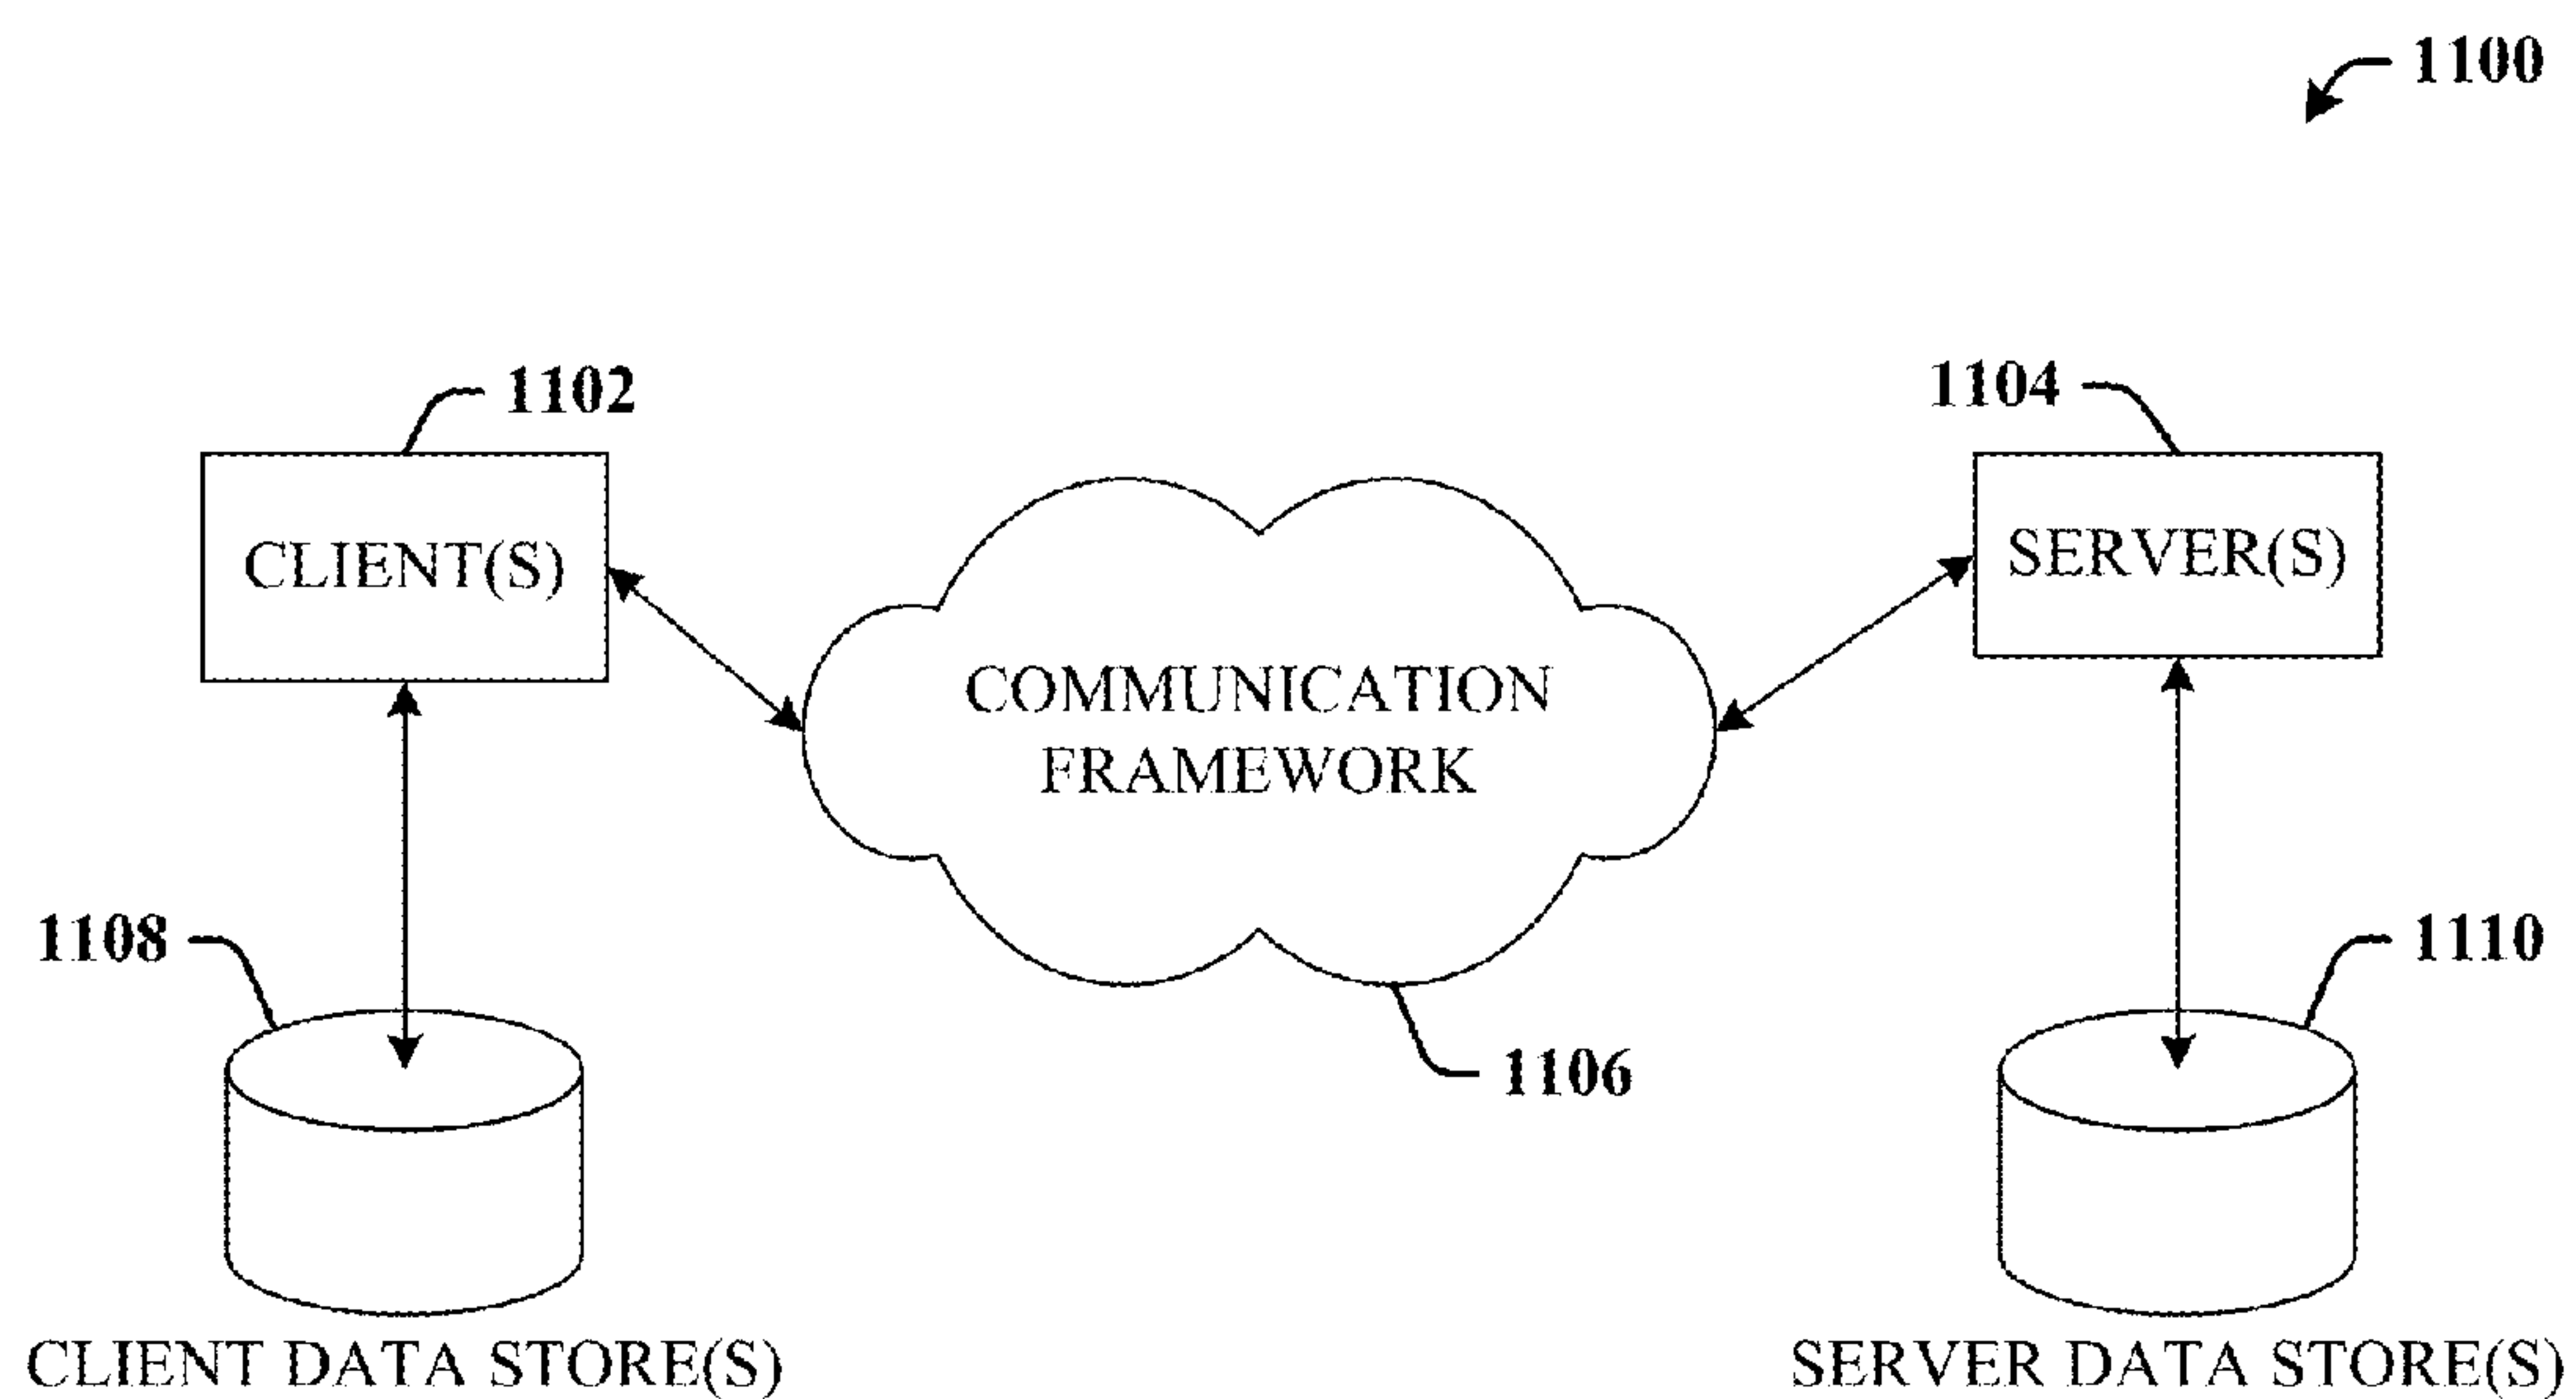 1100
1102
1104
CLIENT(S)
SERVER(S)
COMMUNICATION
FRAMEWORK
1108
1110
1106
CLIENT DATA STORE(S)
SERVER DATA STORE(S)